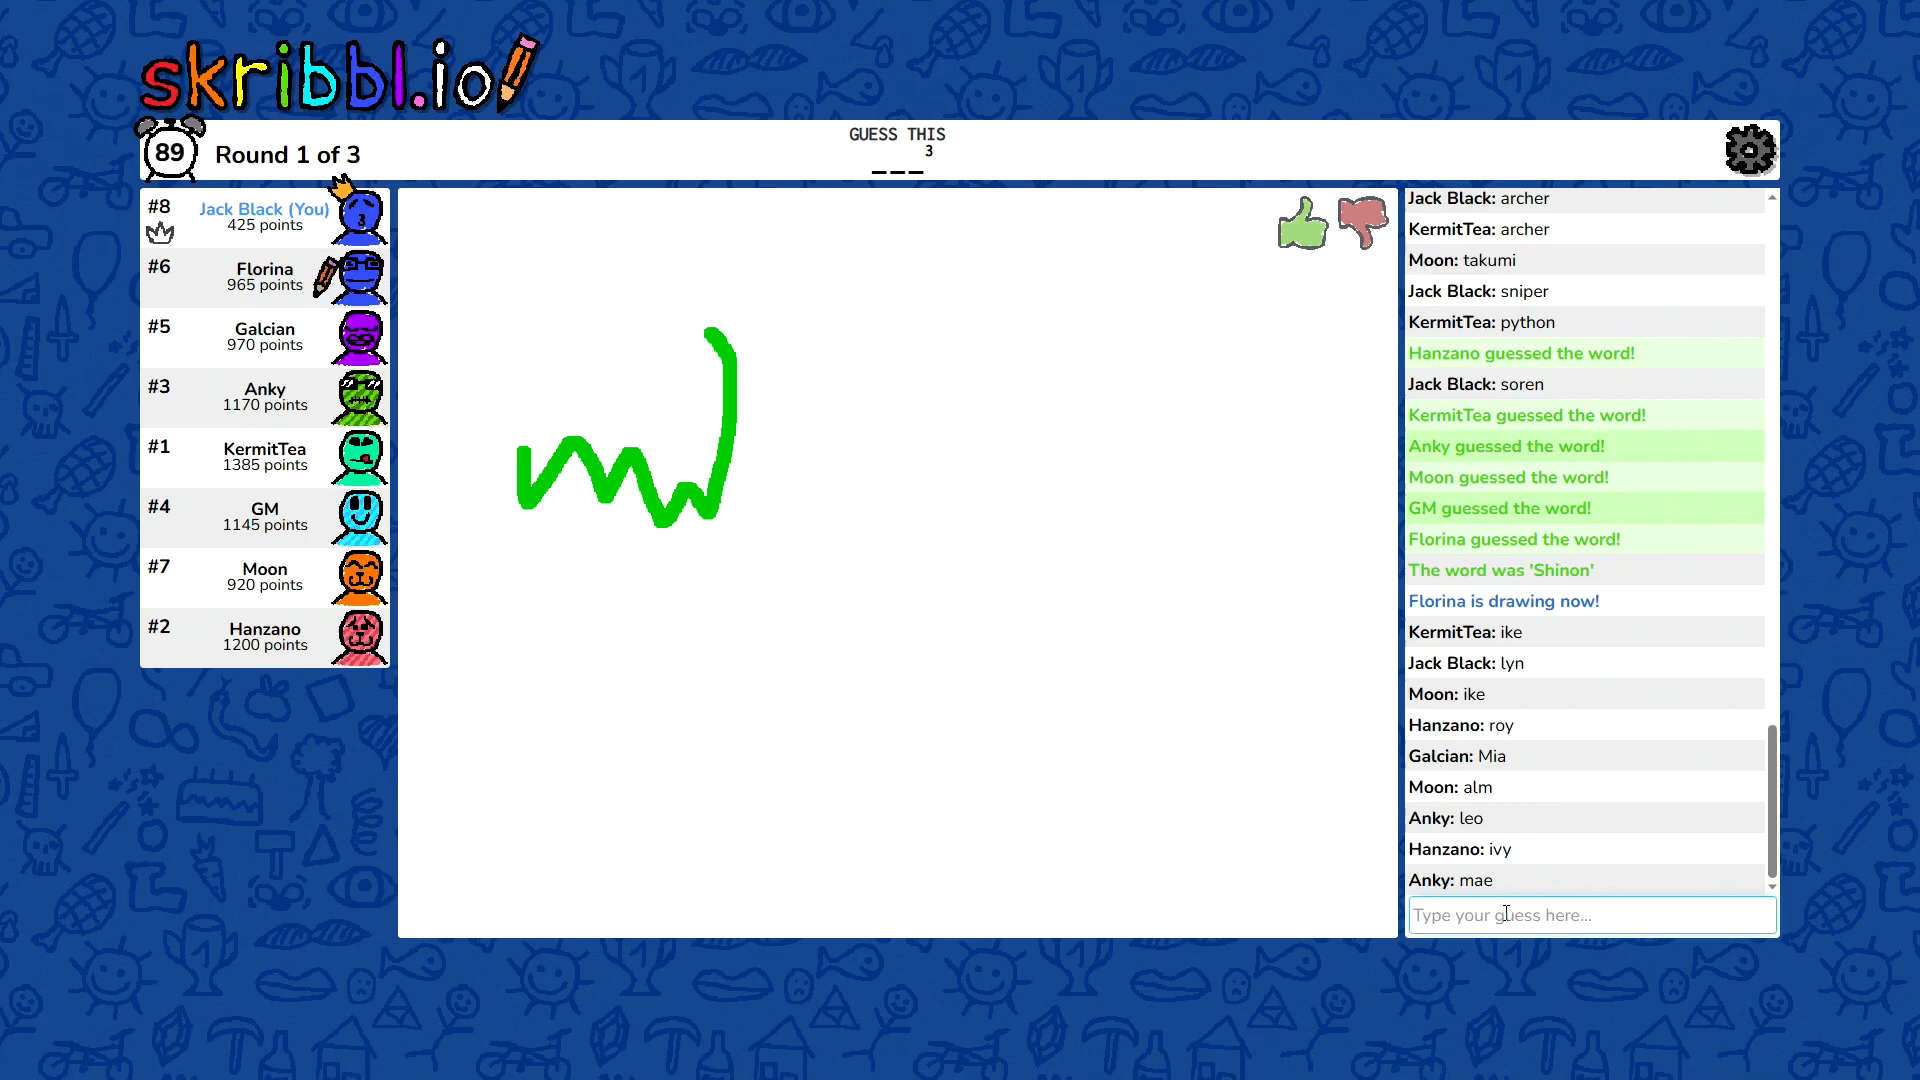 skribbl.io
89
Round 1 of 3
GUESS THIS
3
_ _ _
#8
Jack Black (You)
425 points
#6
Florina
965 points
#5
Galcian
970 points
#3
Anky
1170 points
#1
KermitTea
1385 points
#4
GM
1145 points
#7
Moon
920 points
#2
Hanzano
1200 points
Jack Black: archer
KermitTea: archer
Moon: takumi
Jack Black: sniper
KermitTea: python
Hanzano guessed the word!
Jack Black: soren
KermitTea guessed the word!
Anky guessed the word!
Moon guessed the word!
GM guessed the word!
Florina guessed the word!
The word was 'Shinon'
Florina is drawing now!
KermitTea: ike
Jack Black: lyn
Moon: ike
Hanzano: roy
Galcian: Mia
Moon: alm
Anky: leo
Hanzano: ivy
Anky: mae
Type your guess here...